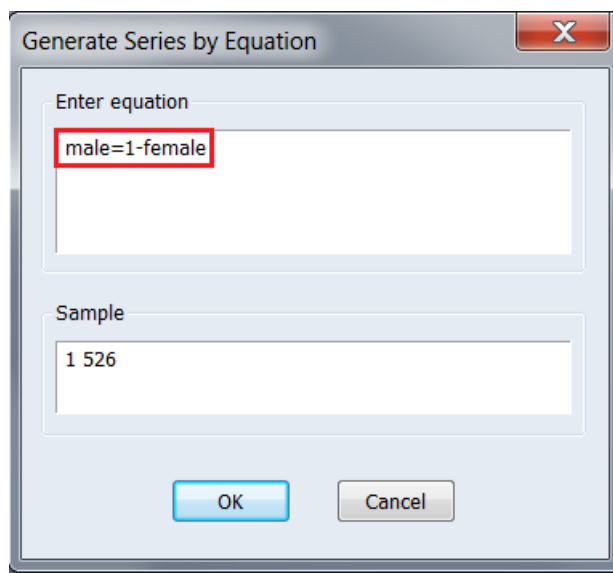 Generate Series by Equation
Enter equation
male=1-female
Sample
1 526
OK
Cancel